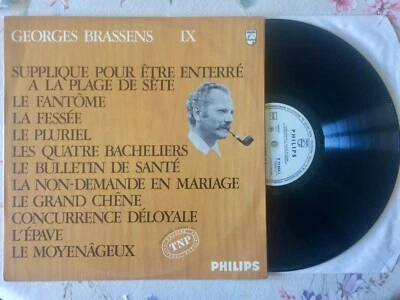 GEORGES BRASSENS IX
SUPPLIQUE POUR ÊTRE ENTERRÉ
A LA PLAGE DE SÈTE
LE FANTÔME
LA FESSÉE
LE PLURIEL
LES QUATRE BACHELIERS
LE BULLETIN DE SANTÉ
LA NON-DEMANDE EN MARIAGE
LE GRAND CHÊNE
CONCURRENCE DÉLOYALE
L'ÉPAVE
LE MOYENÂGEUX
TNP
PHILIPS
PHILIPS